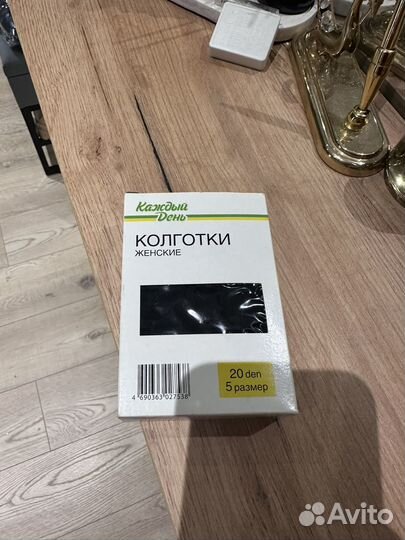 Каждый
День
КОЛГОТКИ
ЖЕНСКИЕ
20 den
5 размер
4 690363 027538
Avito